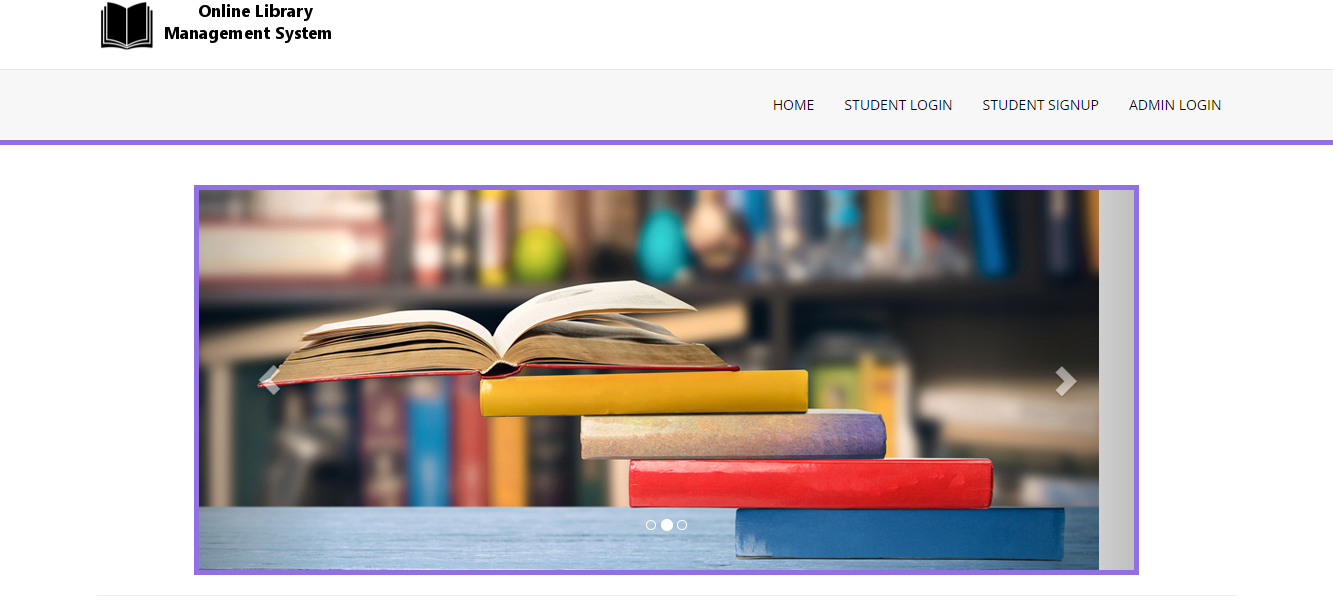 Online Library
Management System
HOME STUDENT LOGIN STUDENT SIGNUP ADMIN LOGIN